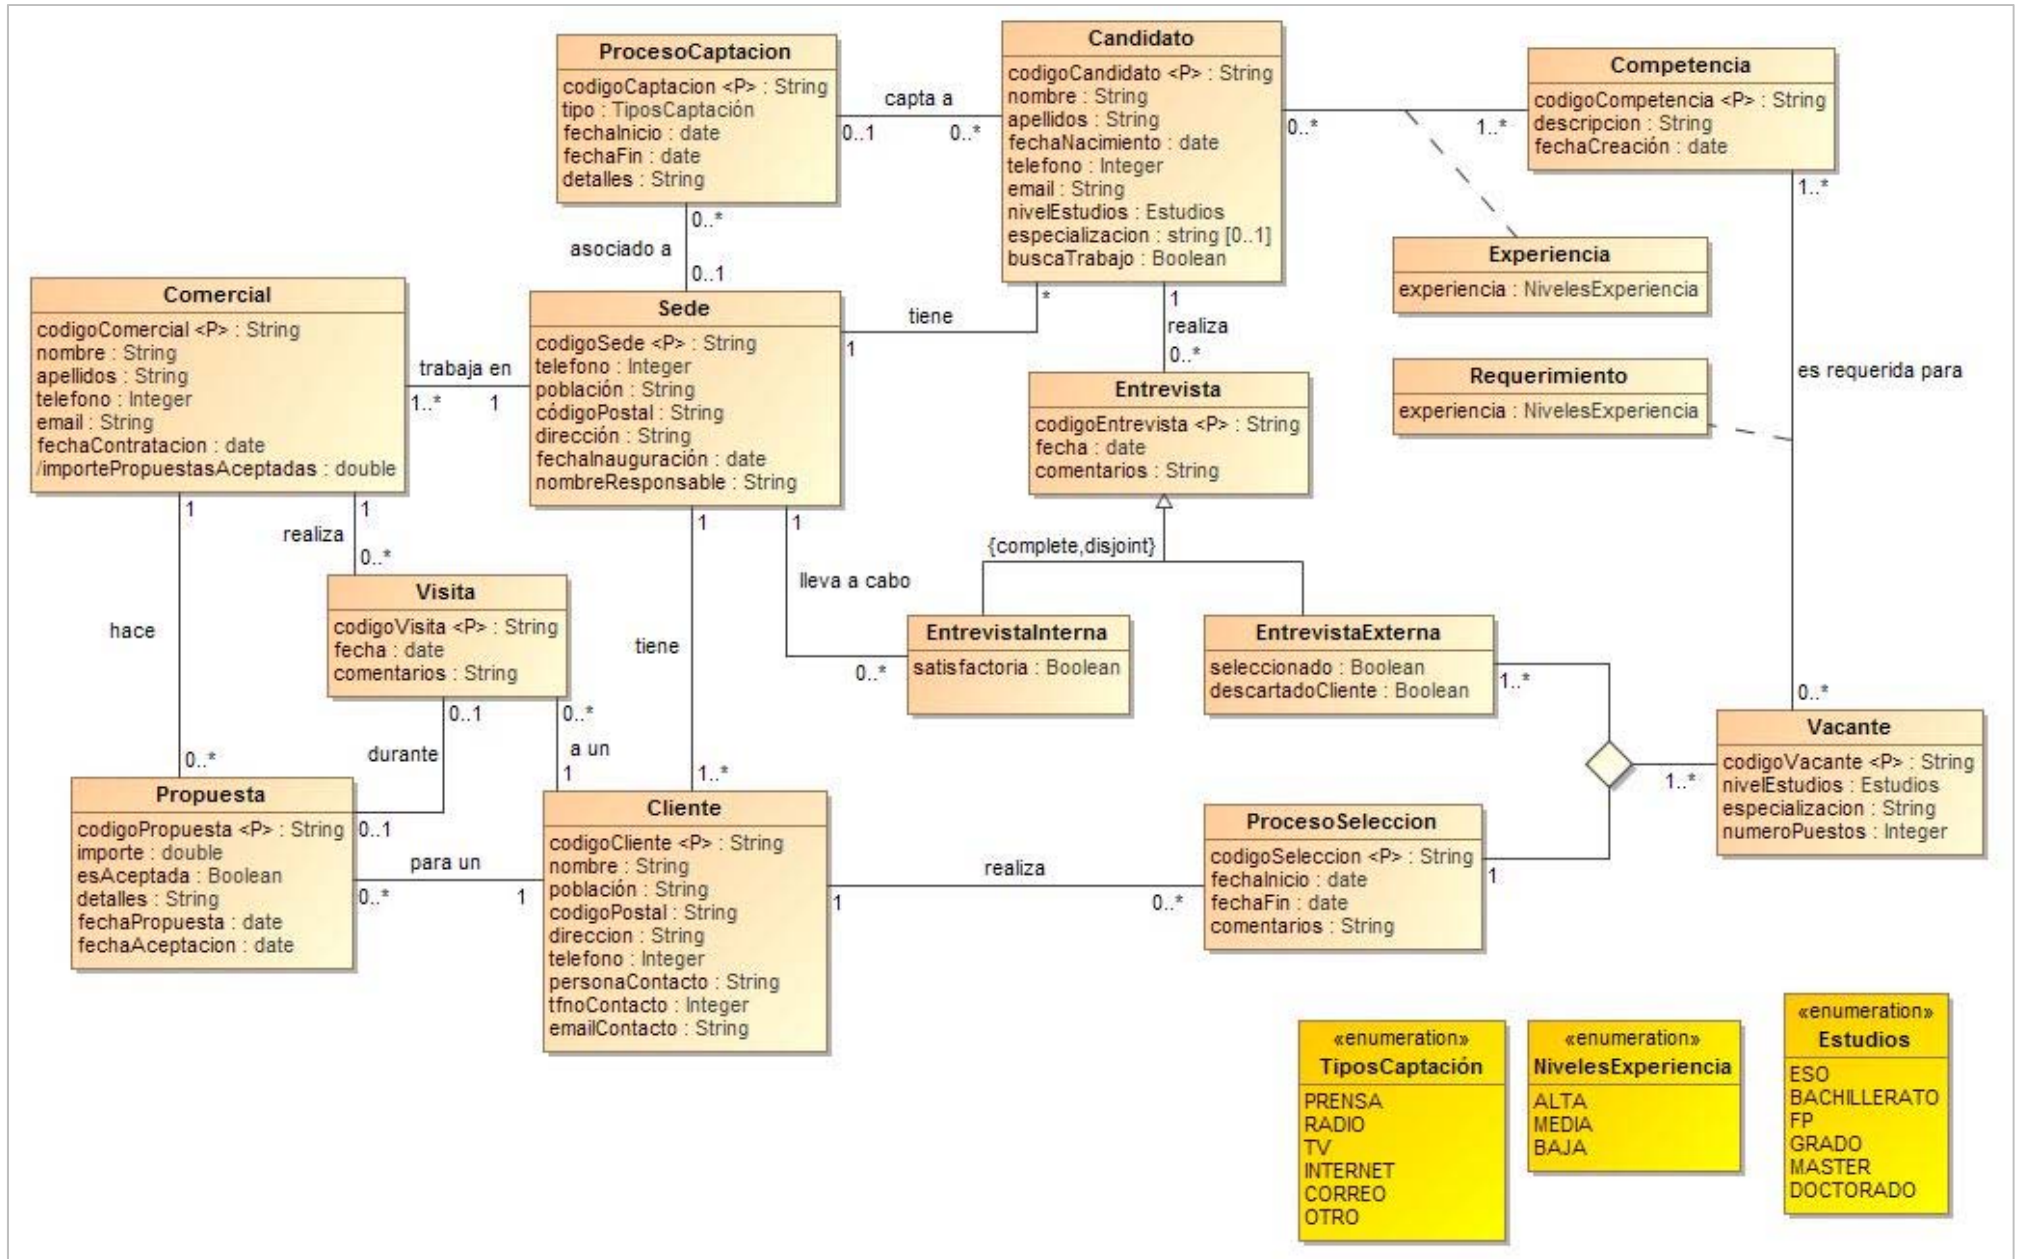 ProcesoCaptacion
codigoCaptacion <P> : String
tipo : TiposCaptación
fechaInicio : date
fechaFin : date
detalles : String
capta a
0..1
0..*
Candidato
codigoCandidato <P> : String
nombre : String
apellidos : String
fechaNacimiento : date
telefono : Integer
email : String
nivelEstudios : Estudios
especializacion : string [0..1]
buscaTrabajo : Boolean
0..*
1..*
Competencia
codigoCompetencia <P> : String
descripcion : String
fechaCreación : date
1..*
0..*
asociado a
0..1
Experiencia
experiencia : NivelesExperiencia
Comercial
codigoComercial <P> : String
nombre : String
apellidos : String
telefono : Integer
email : String
fechaContratacion : date
/importePropuestasAceptadas : double
trabaja en
1..*
1
Sede
codigoSede <P> : String
telefono : Integer
población : String
códigoPostal : String
dirección : String
fechaInauguración : date
nombreResponsable : String
tiene
1
*
1
realiza
0..*
Requerimiento
experiencia : NivelesExperiencia
es requerida para
Entrevista
codigoEntrevista <P> : String
fecha : date
comentarios : String
1
1
realiza
0..*
1
1
{complete,disjoint}
lleva a cabo
0..*
hace
Visita
codigoVisita <P> : String
fecha : date
comentarios : String
tiene
EntrevistaInterna
satisfactoria : Boolean
EntrevistaExterna
seleccionado : Boolean
descartadoCliente : Boolean
1..*
0..*
0..1
0..*
durante
a un
0..*
1
1..*
Vacante
codigoVacante <P> : String
nivelEstudios : Estudios
especializacion : String
numeroPuestos : Integer
1..*
Propuesta
codigoPropuesta <P> : String
importe : double
esAceptada : Boolean
detalles : String
fechaPropuesta : date
fechaAceptacion : date
0..1
para un
0..*
1
Cliente
codigoCliente <P> : String
nombre : String
población : String
codigoPostal : String
direccion : String
telefono : Integer
personaContacto : String
tfnoContacto : Integer
emailContacto : String
realiza
1
0..*
ProcesoSeleccion
codigoSeleccion <P> : String
fechaInicio : date
fechaFin : date
comentarios : String
1
«enumeration»
TiposCaptación
PRENSA
RADIO
TV
INTERNET
CORREO
OTRO
«enumeration»
NivelesExperiencia
ALTA
MEDIA
BAJA
«enumeration»
Estudios
ESO
BACHILLERATO
FP
GRADO
MASTER
DOCTORADO